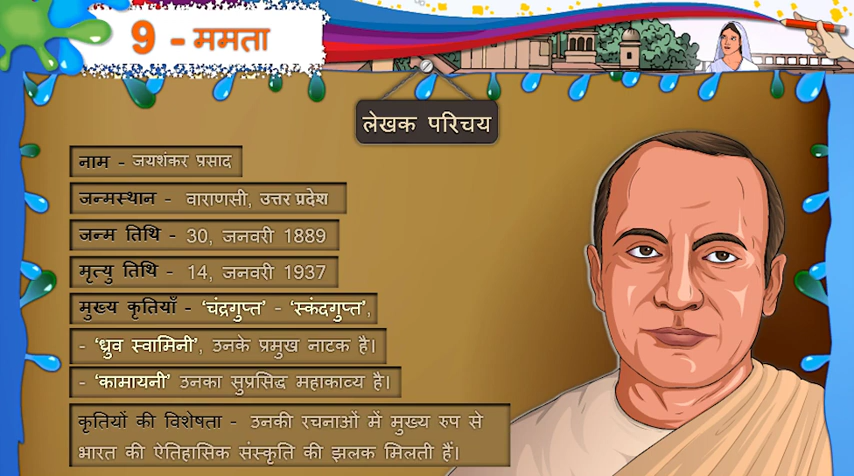 9 - ममता
लेखक परिचय
नाम - जयशंकर प्रसाद
जन्मस्थान - वाराणसी, उत्तर प्रदेश
जन्म तिथि - 30, जनवरी 1889
मृत्यु तिथि - 14, जनवरी 1937
मुख्य कृतियाँ - ‘चंद्रगुप्त’ - ‘स्कंदगुप्त’,
- ‘ध्रुव स्वामिनी’, उनके प्रमुख नाटक है।
- ‘कामायनी’ उनका सुप्रसिद्ध महाकाव्य है।
कृतियों की विशेषता - उनकी रचनाओं में मुख्य रुप से
भारत की ऐतिहासिक संस्कृति की झलक मिलती हैं।